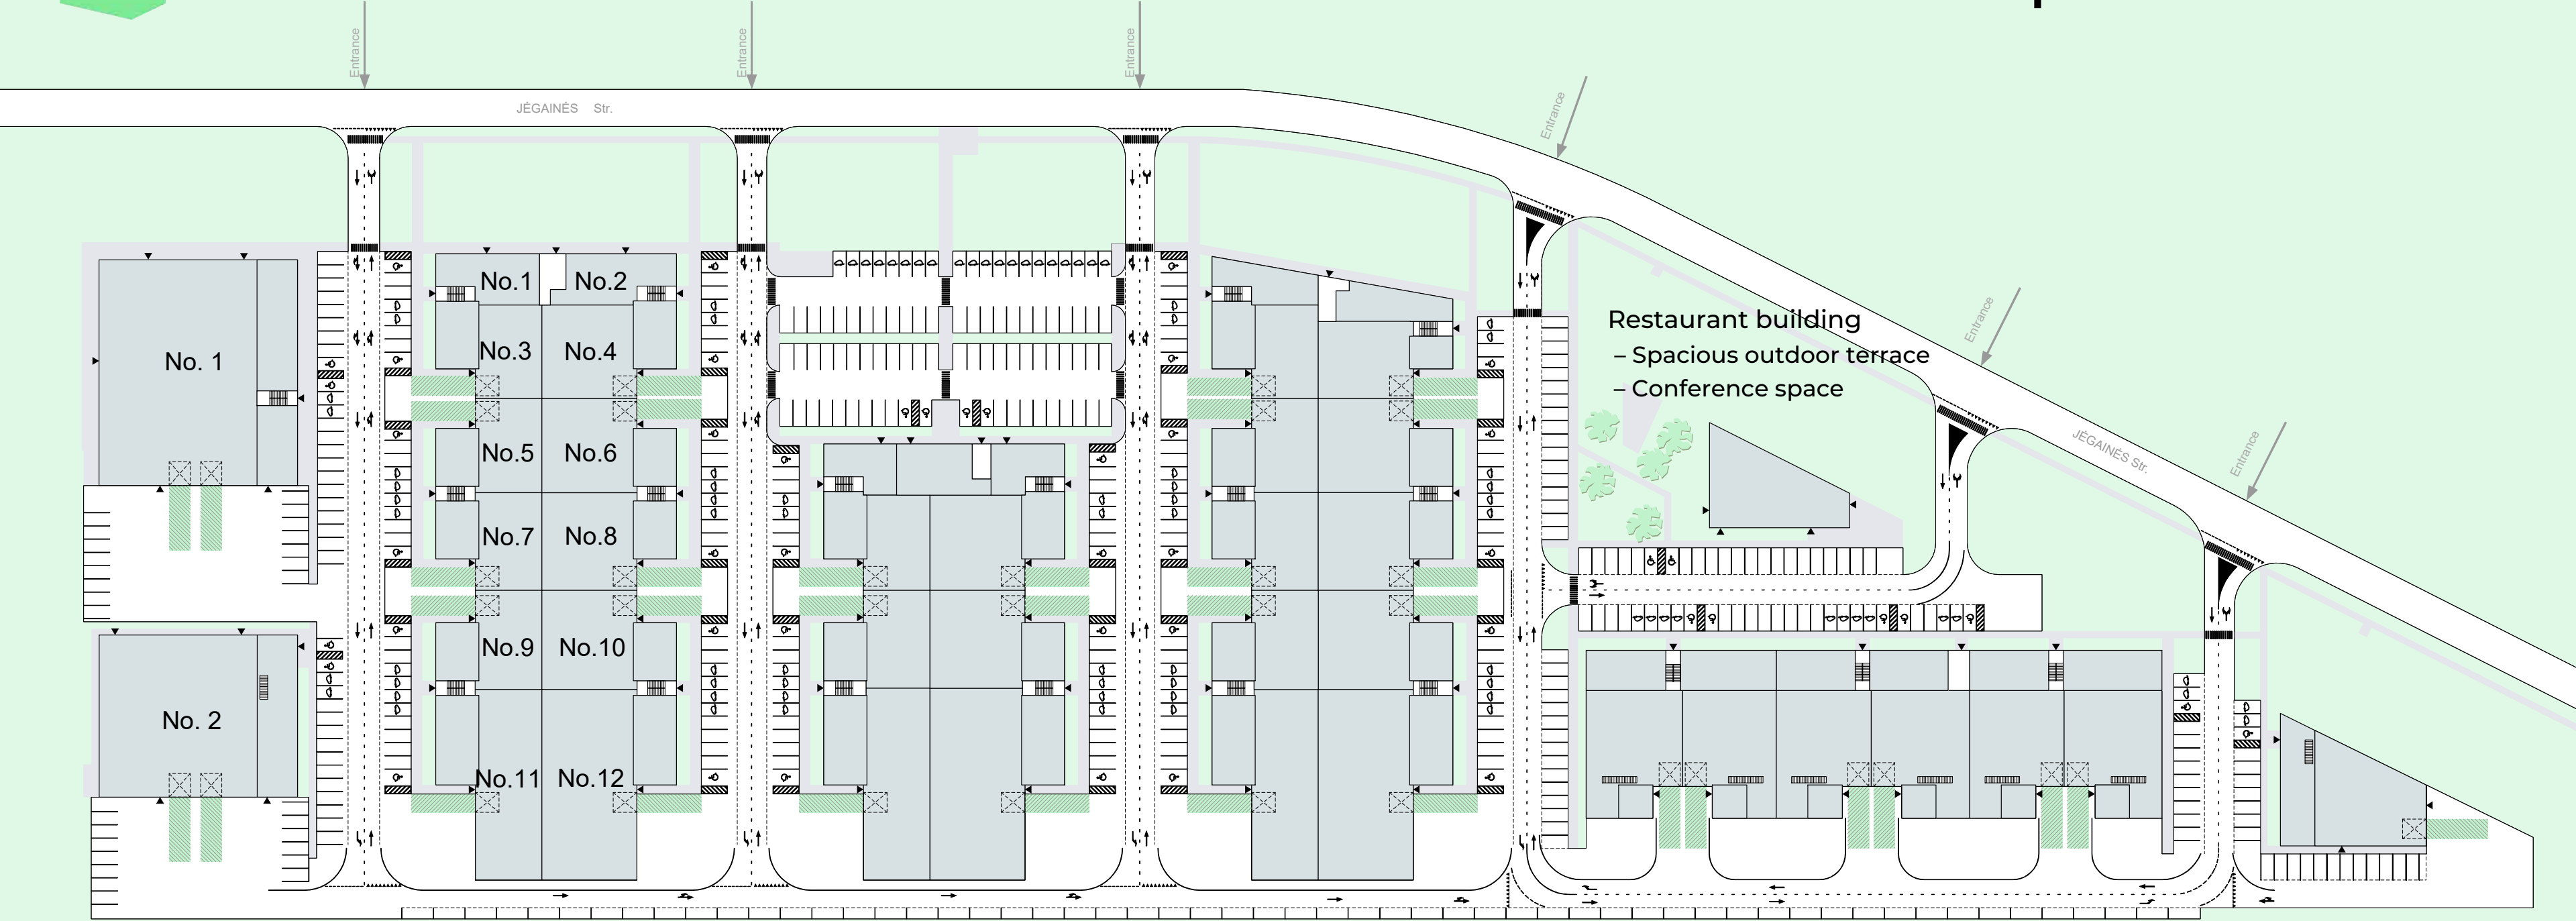 Entrance
Entrance
Entrance
Entrance
JÉGAINÉS Str.
No.1
No.2
Entrance
Restaurant building
– Spacious outdoor terrace
– Conference space
No. 1
No.3
No.4
JÉGAINÉS Str.
Entrance
No.5
No.6
No.7
No.8
No.9
No.10
No. 2
No.11
No.12